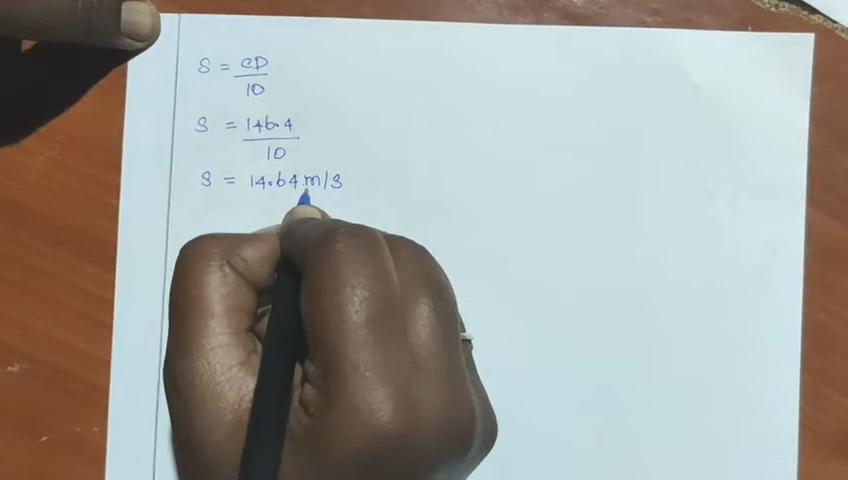 S = CD
10
S = 146.4
10
S = 14.64 m/s